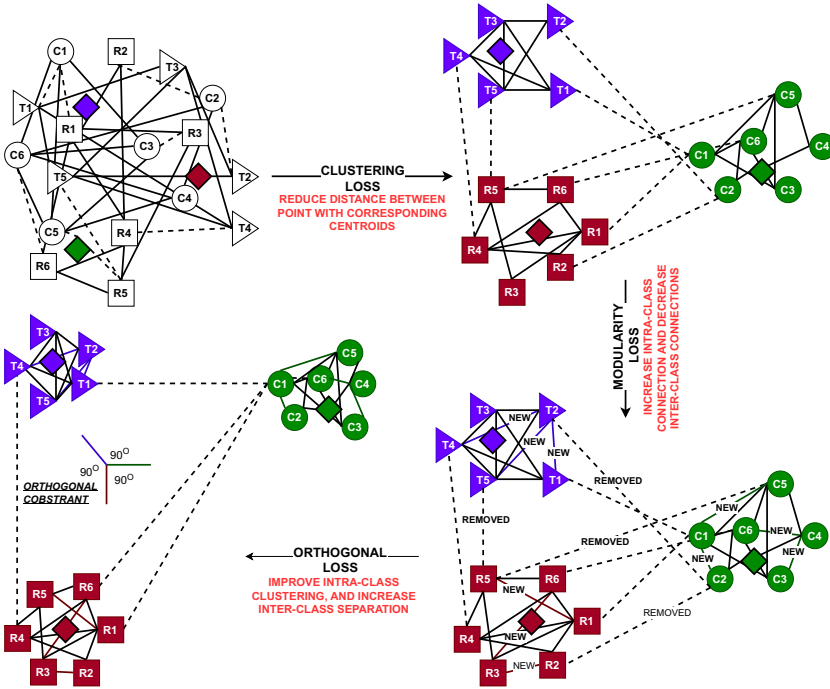 C1
R2
T3
T1
C2
R1
R3
C6
C3
T5
T2
C4
C5
R4
T4
R6
R5
CLUSTERING
LOSS
REDUCE DISTANCE BETWEEN
POINT WITH CORRESPONDING
CENTROIDS
T3
T2
T4
T5
T1
C5
C6
C4
C1
C2
C3
R5
R6
R1
R4
R2
R3
MODULARITY
LOSS
INCREASE INTRA-CLASS
CONNECTION AND DECREASE
INTER-CLASS CONNECTIONS
T3
T2
NEW
T4
NEW
T5
T1
REMOVED
REMOVED
REMOVED
C5
NEW
C1
C6
NEW
C4
NEW
NEW
C2
C3
R5
R6
NEW
REMOVED
R1
R4
NEW
R3
NEW
R2
ORTHOGONAL
LOSS
IMPROVE INTRA-CLASS
CLUSTERING, AND INCREASE
INTER-CLASS SEPARATION
T3
T2
T4
T1
T5
C5
C1
C6
C4
C2
C3
90O
90O
90O
ORTHOGONAL
COBSTRANT
R5
R6
R1
R4
R3
R2